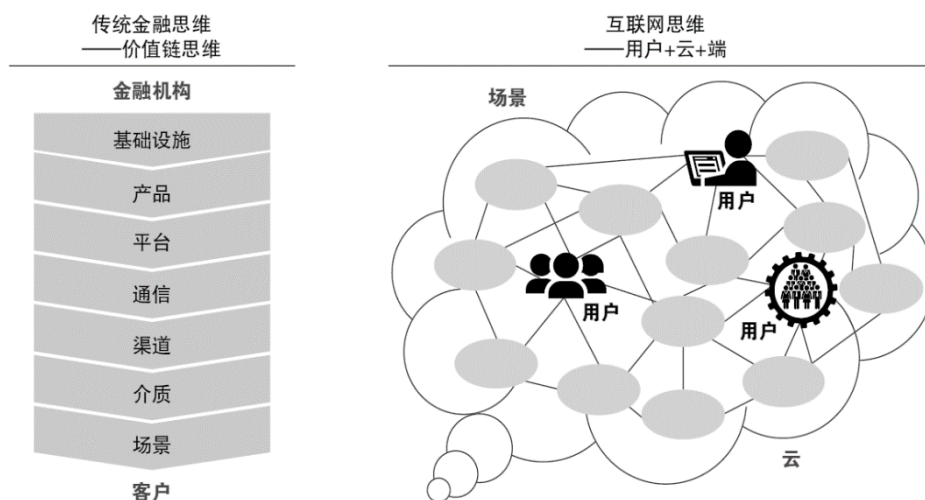 传统金融思维
——价值链思维
金融机构
基础设施
产品
平台
通信
渠道
介质
场景
客户
互联网思维
——用户+云+端
场景
用户
用户
用户
云